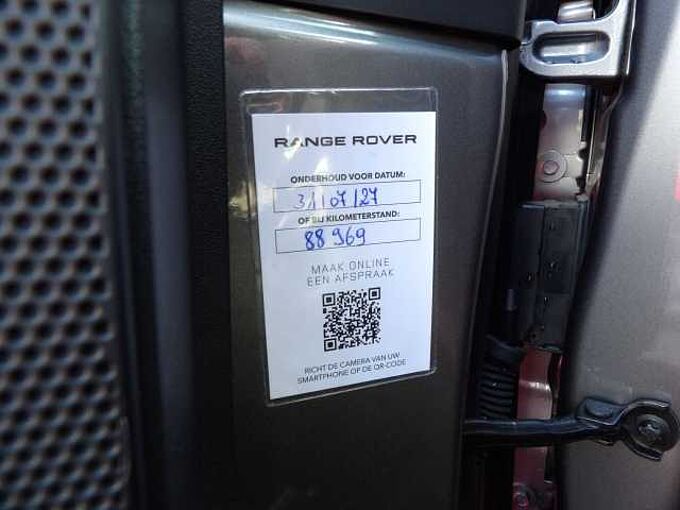 RANGE ROVER
ONDERHOUD VOOR DATUM:
31/07/27
OF BIJ KILOMETERSTAND:
88 969
MAAK ONLINE
EEN AFSPRAAK
RICHT DE CAMERA VAN UW
SMARTPHONE OP DE QR-CODE